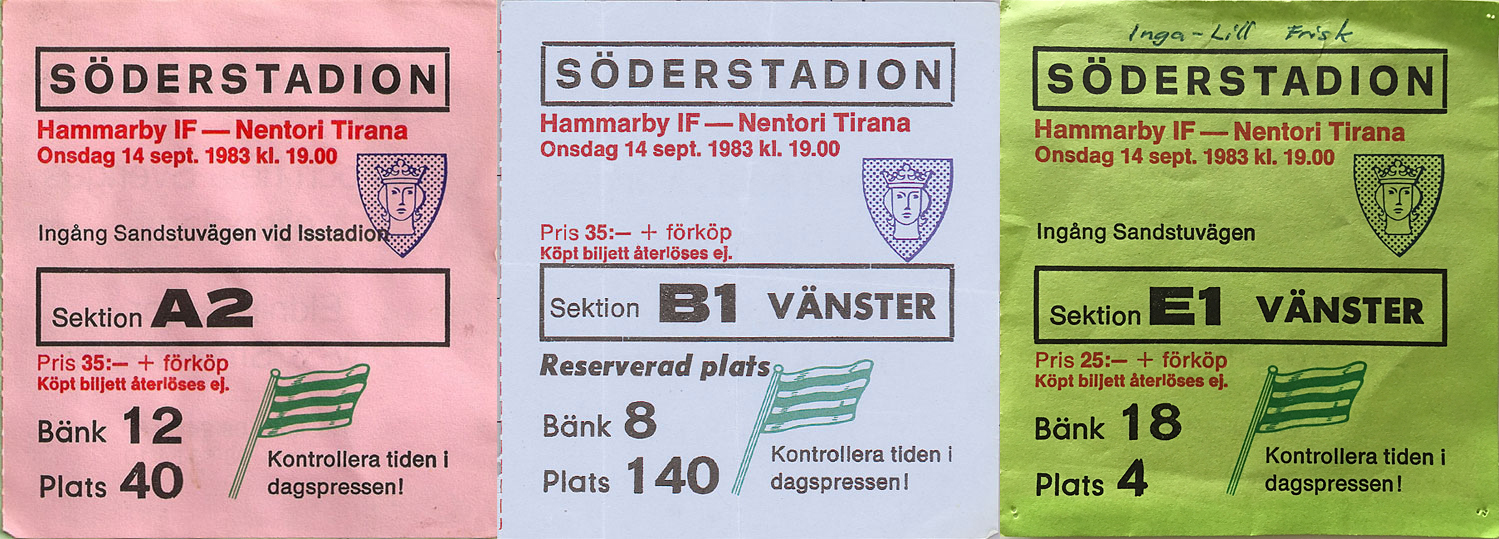 SÖDERSTADION
Hammarby IF — Nentori Tirana
Onsdag 14 sept. 1983 kl. 19.00
Ingång Sandstuvägen vid Isstadion
Sektion A2
Pris 35:— + förköp
Köpt biljett återlöses ej.
Bänk 12
Plats 40
Kontrollera tiden i
dagspressen!
SÖDERSTADION
Hammarby IF — Nentori Tirana
Onsdag 14 sept. 1983 kl. 19.00
Pris 35:— + förköp
Köpt biljett återlöses ej.
Sektion B1 VÄNSTER
Reserverad plats
Bänk 8
Plats 140
Kontrollera tiden i
dagspressen!
Inga-Lill Frisk
SÖDERSTADION
Hammarby IF — Nentori Tirana
Onsdag 14 sept. 1983 kl. 19.00
Ingång Sandstuvägen
Sektion E1 VÄNSTER
Pris 25:— + förköp
Köpt biljett återlöses ej.
Bänk 18
Plats 4
Kontrollera tiden i
dagspressen!